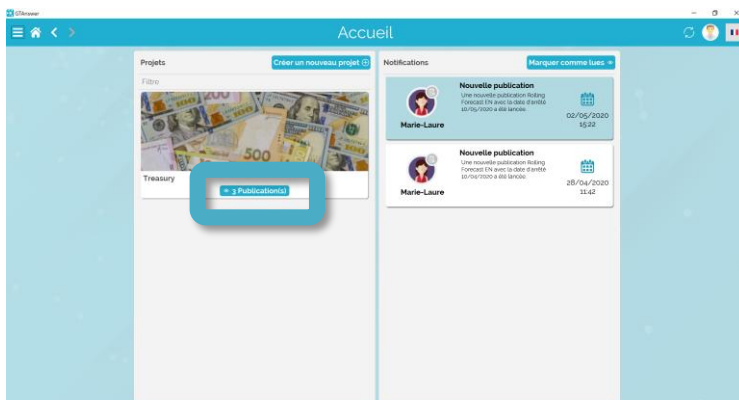 GTAnswer
Accueil
Projets
Créer un nouveau projet
Filtre
500
Treasury
3 Publication(s)
Notifications
Marquer comme lues
Nouvelle publication
Une nouvelle publication Rolling
Forecast EN avec la date d'arrêté
10/05/2020 a été lancée.
Marie-Laure
02/05/2020
15:22
Nouvelle publication
Une nouvelle publication Rolling
Forecast EN avec la date d'arrêté
10/04/2020 a été lancée.
Marie-Laure
28/04/2020
11:42